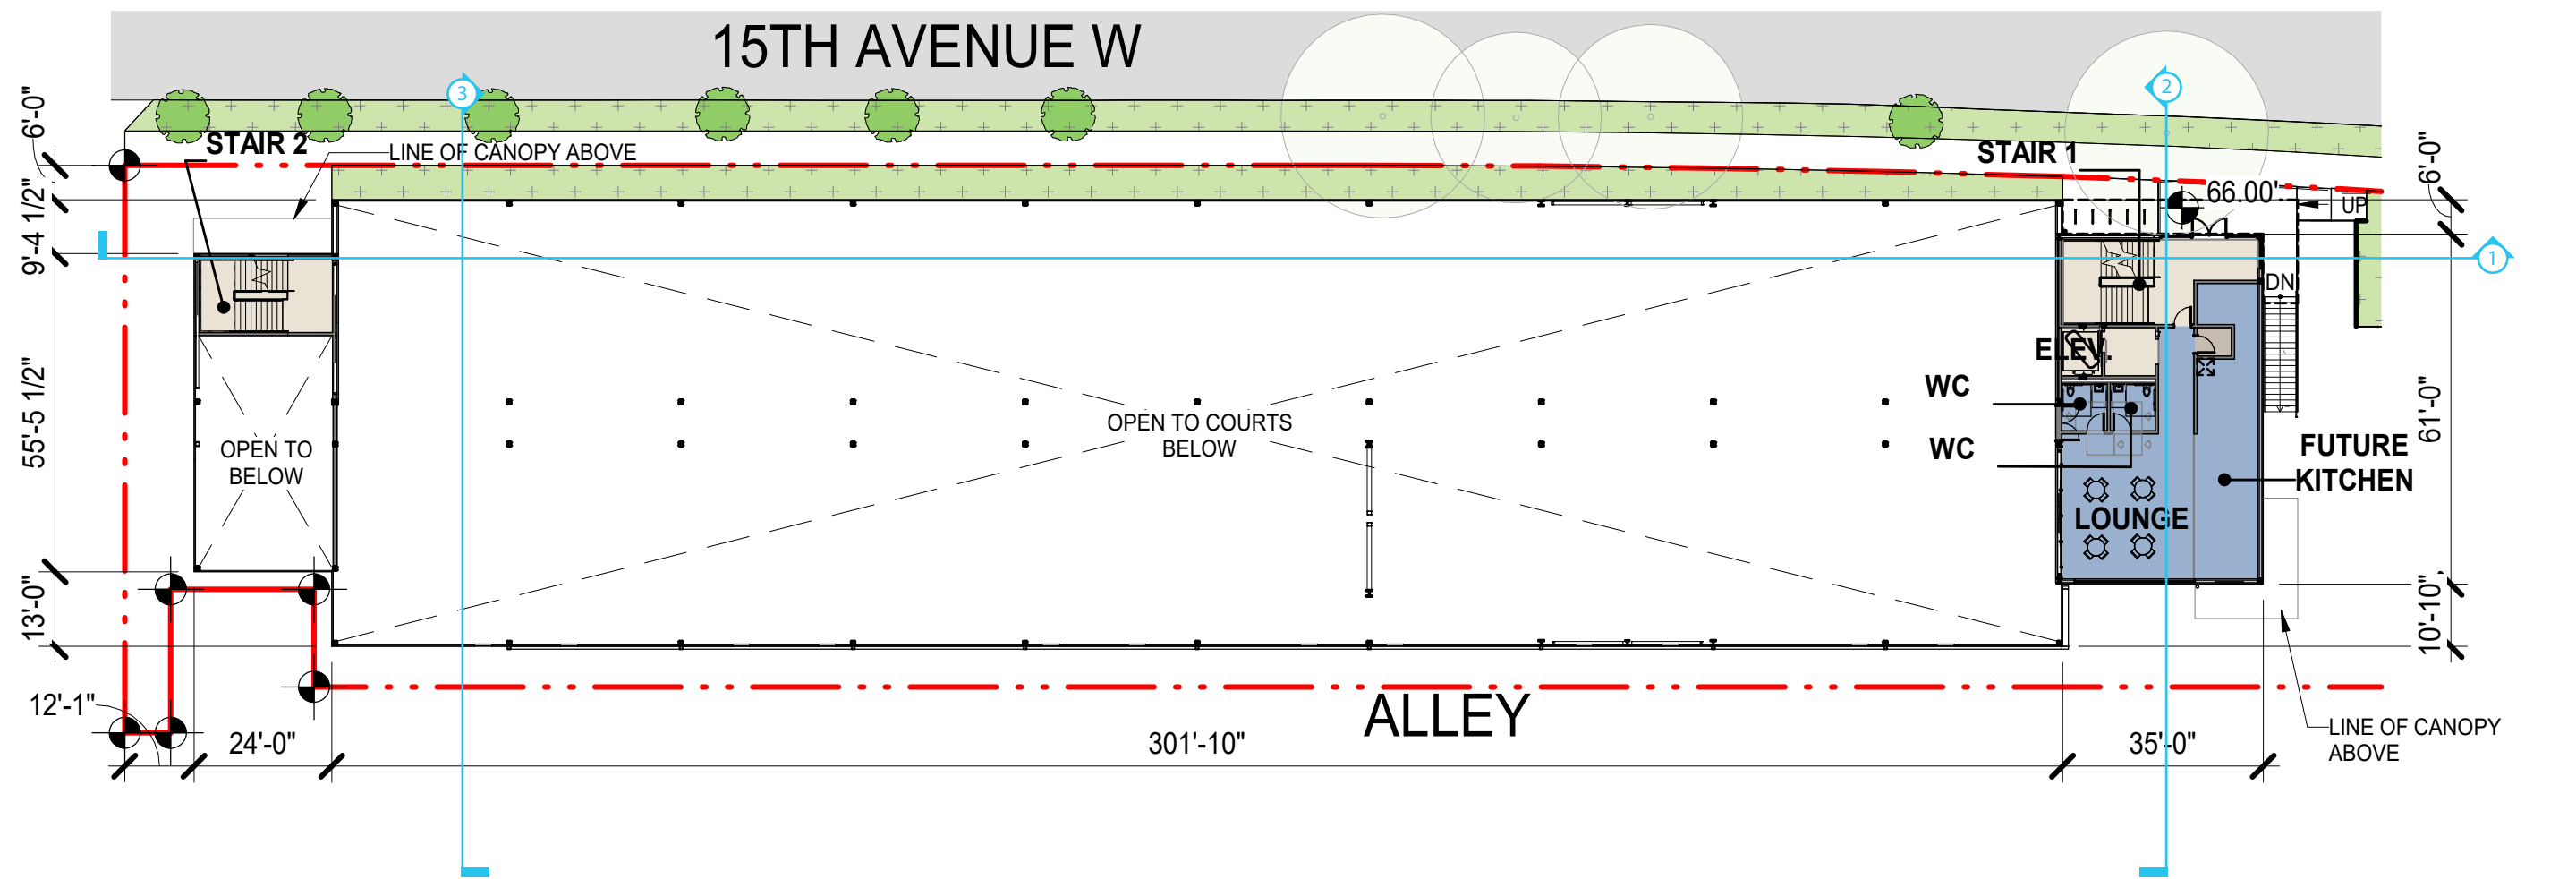 15TH AVENUE W
3
2
6'-0"
STAIR 2
LINE OF CANOPY ABOVE
STAIR 1
6'-0"
66.00'
UP
9'-4 1/2"
1
DN
ELEV.
WC
55'-5 1/2"
OPEN TO COURTS
BELOW
61'-0"
OPEN TO
BELOW
WC
FUTURE
KITCHEN
LOUNGE
13'-0"
10'-10"
12'-1"
ALLEY
24'-0"
301'-10"
35'-0"
LINE OF CANOPY
ABOVE